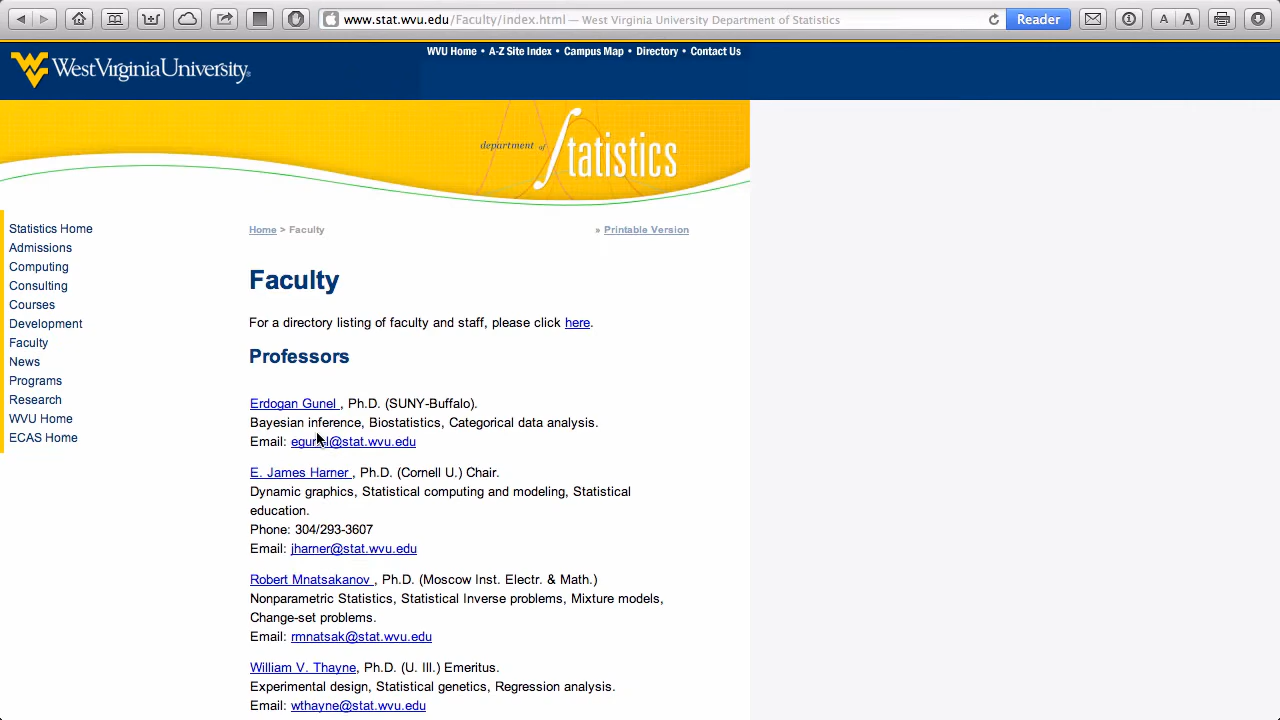 www.stat.wvu.edu/Faculty/index.html — West Virginia University Department of Statistics
Reader
A A
WVU Home • A-Z Site Index • Campus Map • Directory • Contact Us
West Virginia University
department of Statistics
Statistics Home
Admissions
Computing
Consulting
Courses
Development
Faculty
News
Programs
Research
WVU Home
ECAS Home
Home > Faculty
» Printable Version
Faculty
For a directory listing of faculty and staff, please click here.
Professors
Erdogan Gunel , Ph.D. (SUNY-Buffalo).
Bayesian inference, Biostatistics, Categorical data analysis.
Email: egunel@stat.wvu.edu
E. James Harner , Ph.D. (Cornell U.) Chair.
Dynamic graphics, Statistical computing and modeling, Statistical
education.
Phone: 304/293-3607
Email: jharner@stat.wvu.edu
Robert Mnatsakanov , Ph.D. (Moscow Inst. Electr. & Math.)
Nonparametric Statistics, Statistical Inverse problems, Mixture models,
Change-set problems.
Email: rmnatsak@stat.wvu.edu
William V. Thayne, Ph.D. (U. Ill.) Emeritus.
Experimental design, Statistical genetics, Regression analysis.
Email: wthayne@stat.wvu.edu